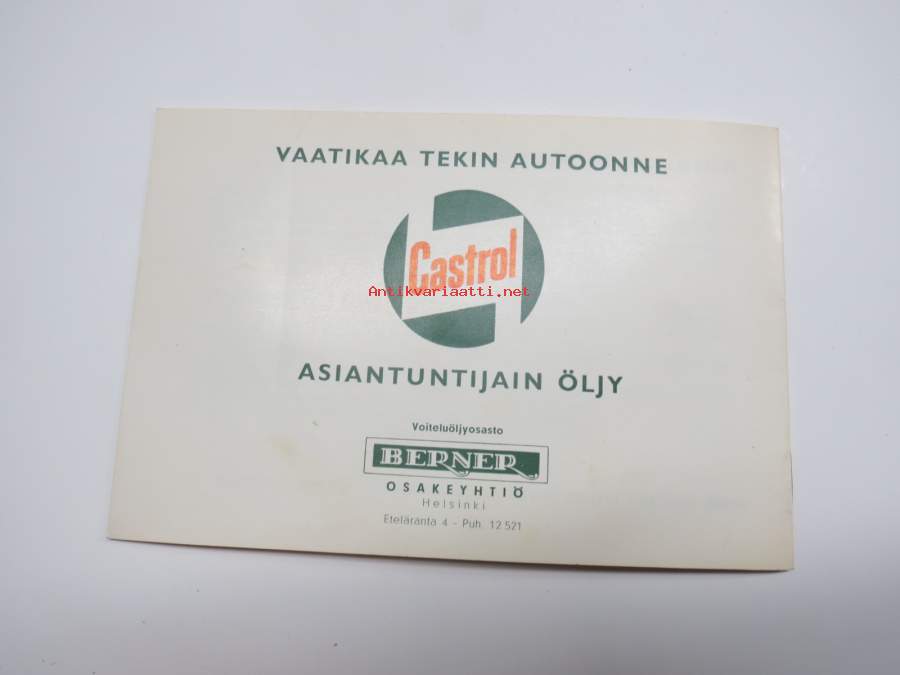 VAATIKAA TEKIN AUTOONNE
Castrol
Antikvariaatti.net
ASIANTUNTIJAIN ÖLJY
Voiteluöljyosasto
BERNER
OSAKEYHTIÖ
Helsinki
Eteläranta 4 - Puh. 12 521